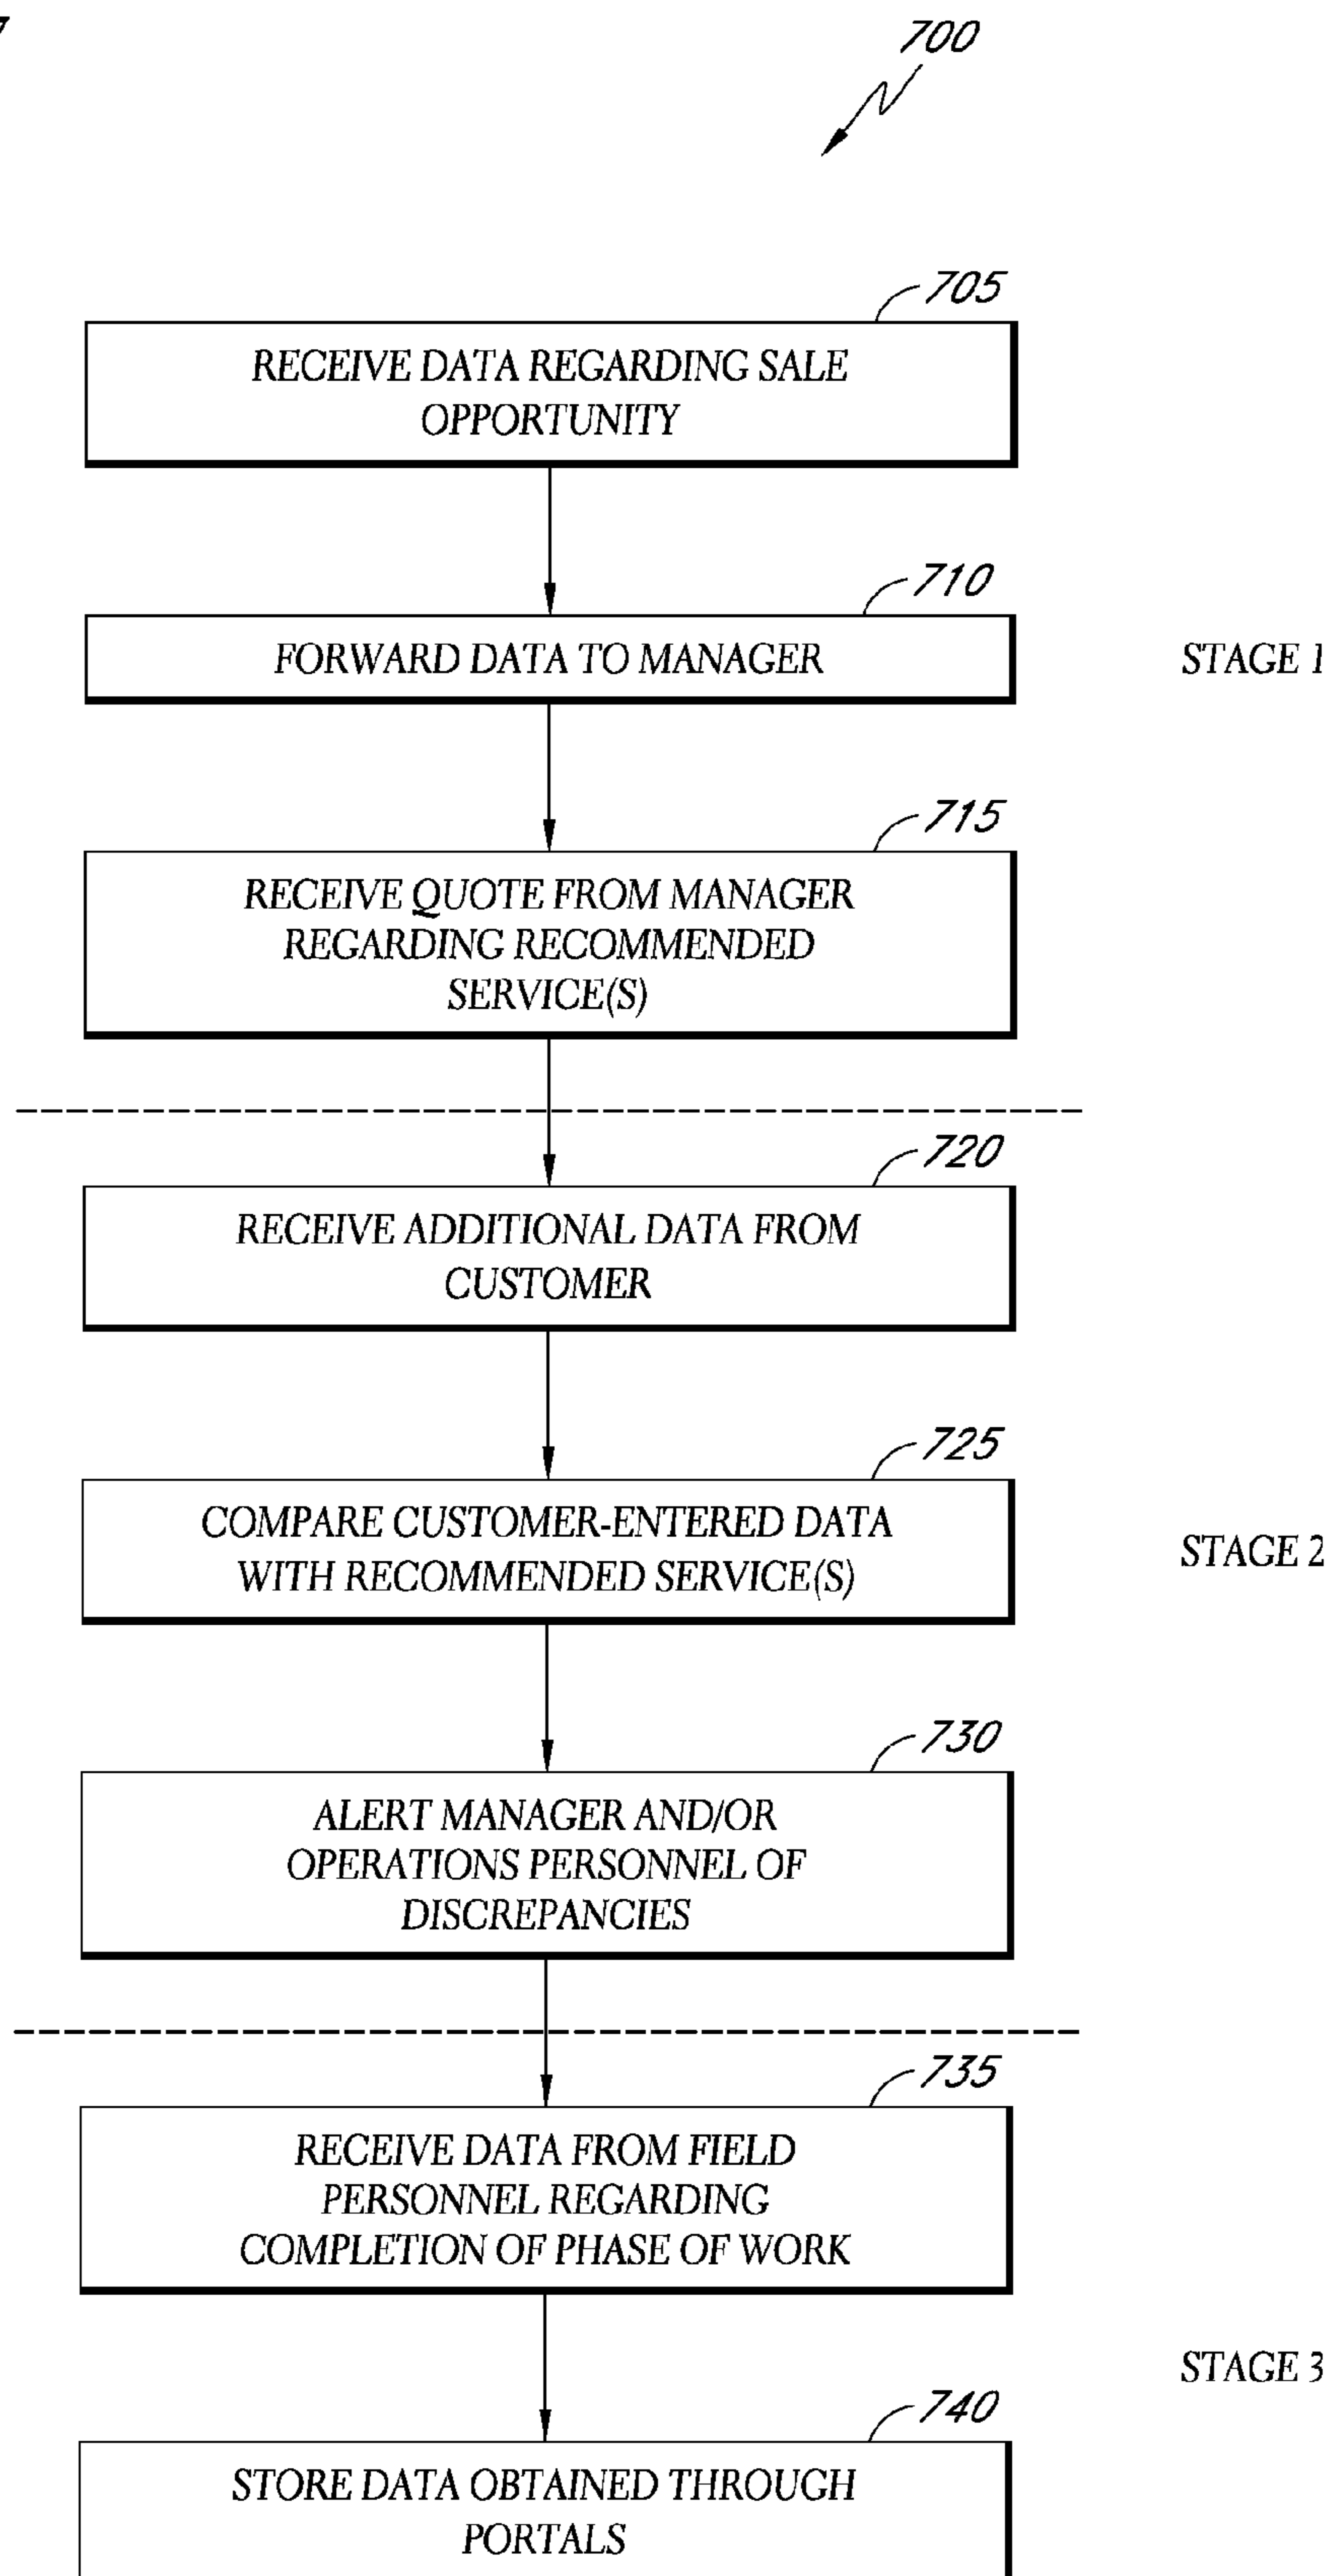 700
705
RECEIVE DATA REGARDING SALE
OPPORTUNITY
710
FORWARD DATA TO MANAGER
STAGE 1
715
RECEIVE QUOTE FROM MANAGER
REGARDING RECOMMENDED
SERVICE(S)
720
RECEIVE ADDITIONAL DATA FROM
CUSTOMER
725
COMPARE CUSTOMER-ENTERED DATA
WITH RECOMMENDED SERVICE(S)
STAGE 2
730
ALERT MANAGER AND/OR
OPERATIONS PERSONNEL OF
DISCREPANCIES
735
RECEIVE DATA FROM FIELD
PERSONNEL REGARDING
COMPLETION OF PHASE OF WORK
STAGE 3
740
STORE DATA OBTAINED THROUGH
PORTALS